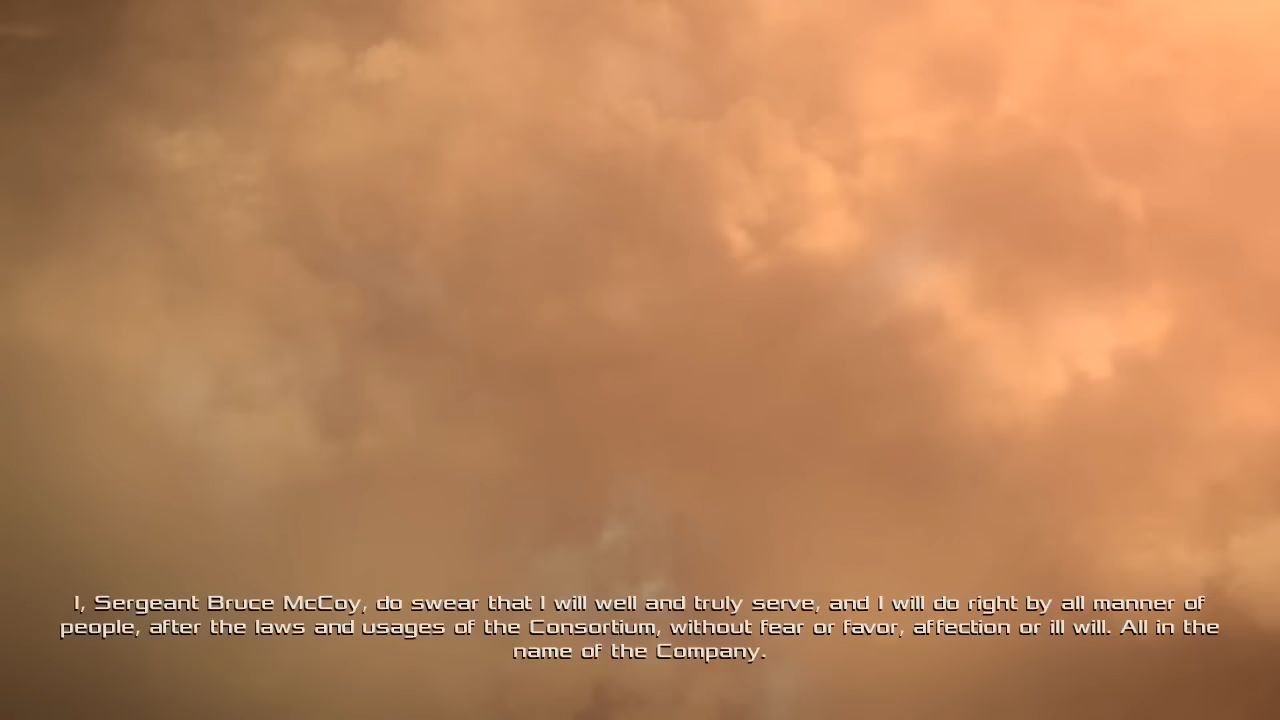 I, Sergeant Bruce McCoy, do swear that I will well and truly serve, and I will do right by all manner of
people, after the laws and usages of the Consortium, without fear or favor, affection or ill will. All in the
name of the Company.